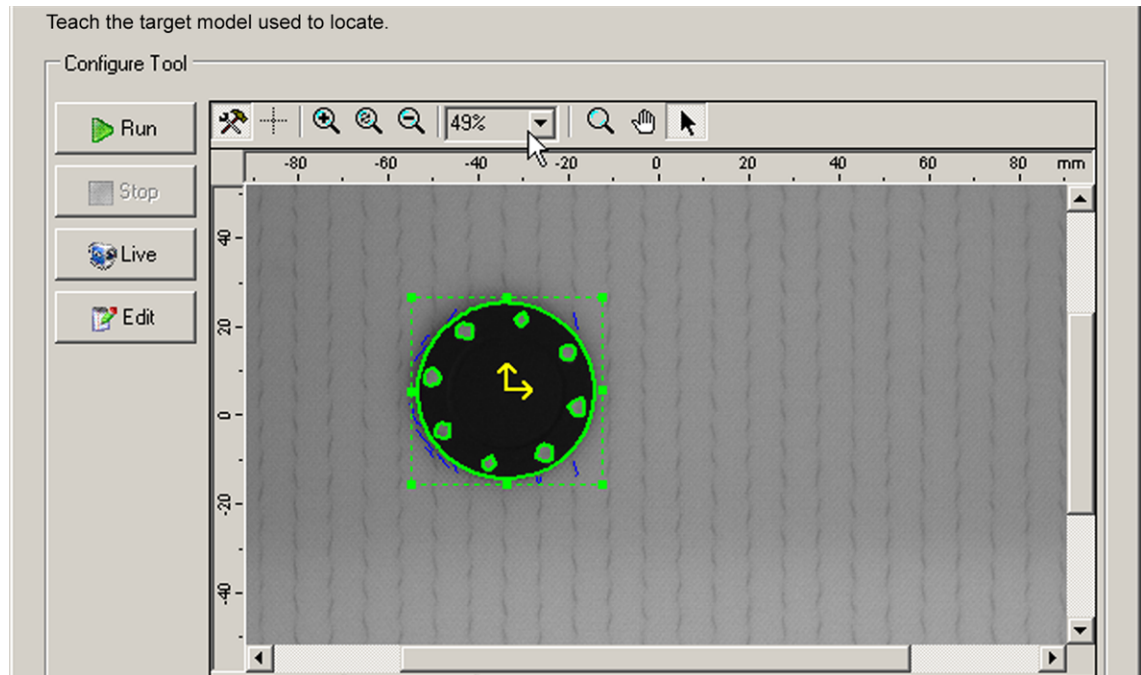 Teach the target model used to locate.
Configure Tool
Run
49%
-80 -60 -40 -20 0 20 40 60 80 mm
Stop
40
Live
Edit
20
0
-20
-40